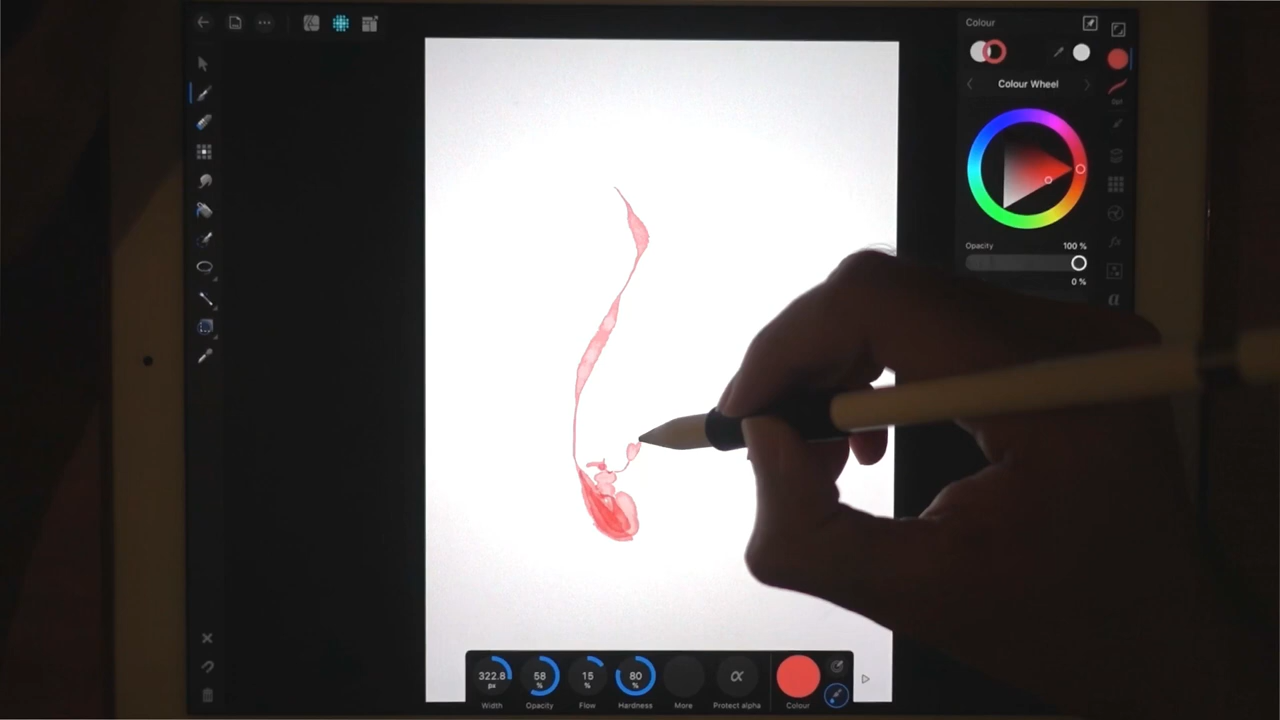 Colour
Colour Wheel
Opacity 100 %
0 %
322.8 px
58 %
15 %
80 %
α
Width
Opacity
Flow
Hardness
More
Protect alpha
Colour